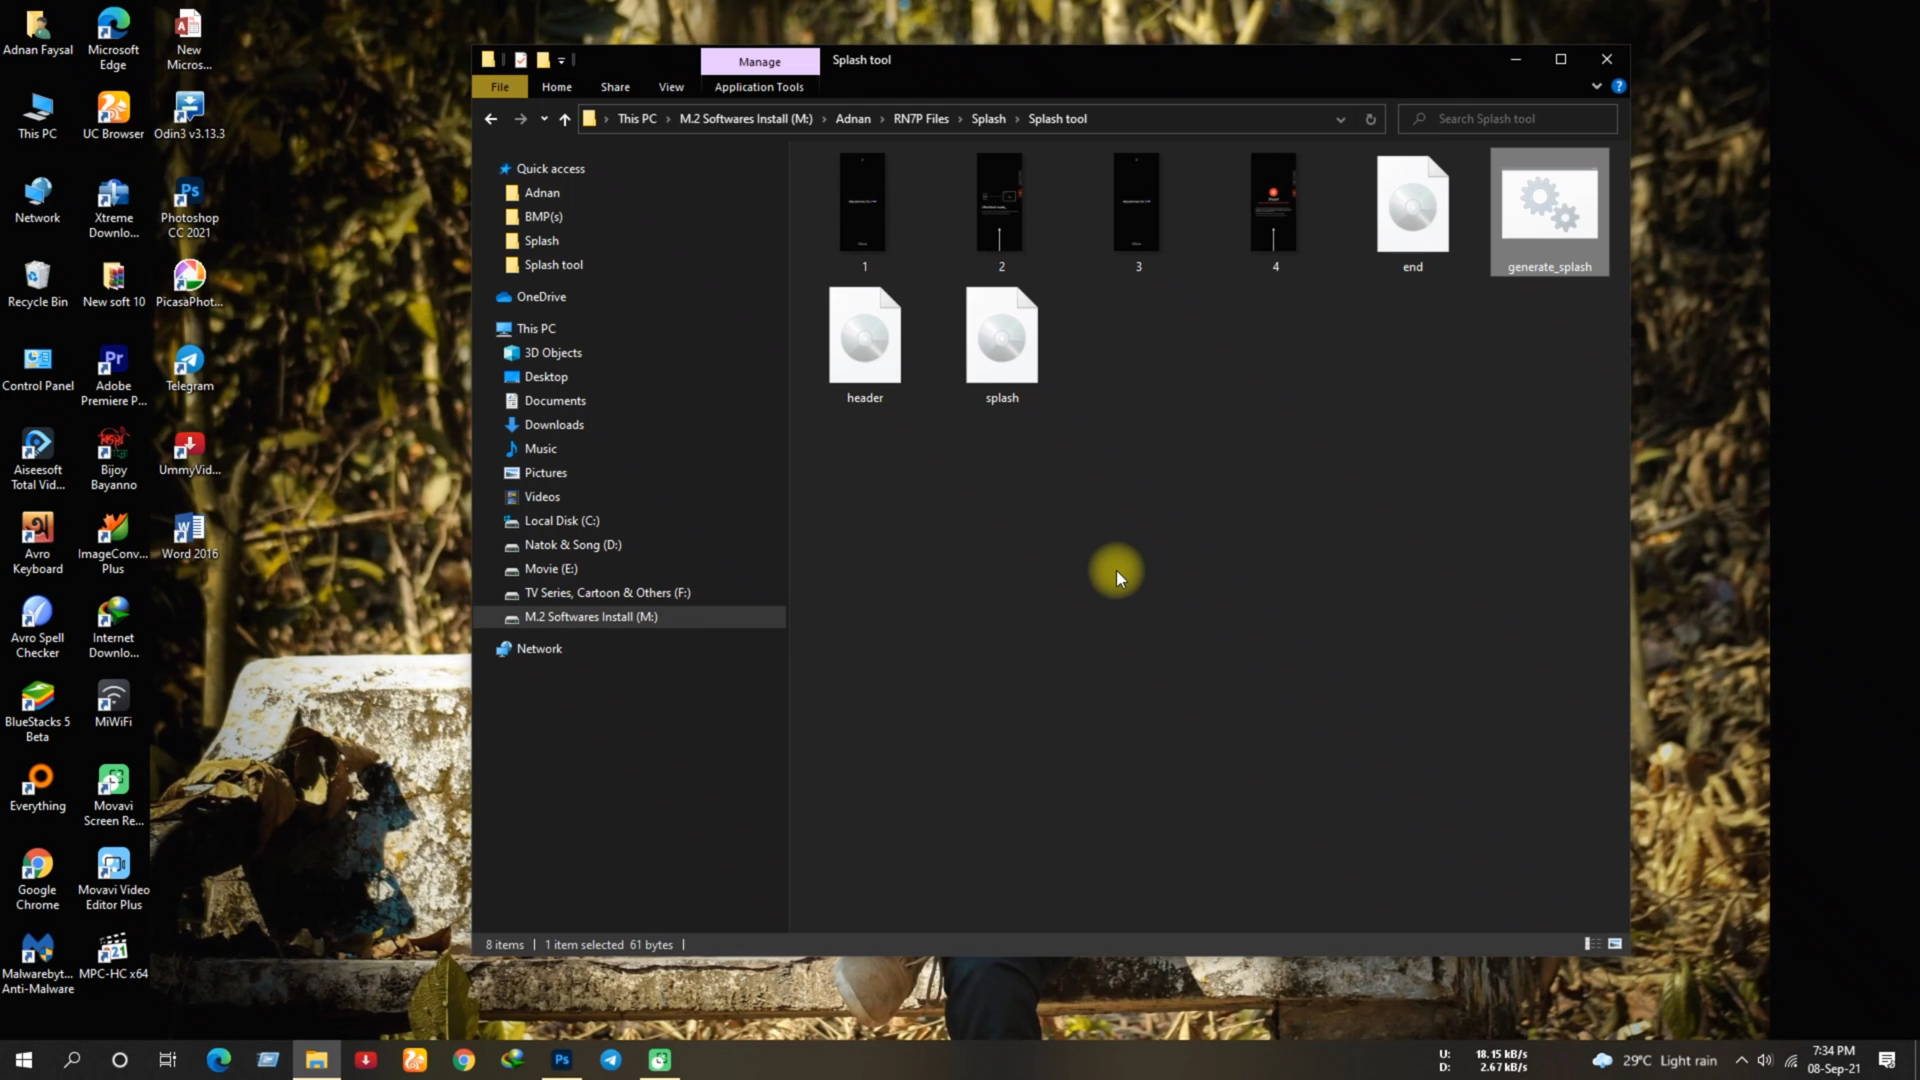 Adnan Faysal
Microsoft
Edge
New
Micros...
This PC
UC Browser
Odin3 v3.13.3
Network
Xtreme
Downlo...
Photoshop
CC 2021
Recycle Bin
New soft 10
PicasaPhot...
Control Panel
Adobe
Premiere P...
Telegram
Aiseesoft
Total Vid...
Bijoy
Bayanno
UmmyVid...
Avro
Keyboard
ImageConv...
Plus
Word 2016
Avro Spell
Checker
Internet
Downlo...
BlueStacks 5
Beta
MiWiFi
Everything
Movavi
Screen Re...
Google
Chrome
Movavi Video
Editor Plus
Malwarebyt...
Anti-Malware
MPC-HC x64
Manage
Splash tool
File
Home
Share
View
Application Tools
This PC
M.2 Softwares Install (M:)
Adnan
RN7P Files
Splash
Splash tool
Search Splash tool
Quick access
Adnan
BMP(s)
Splash
Splash tool
OneDrive
This PC
3D Objects
Desktop
Documents
Downloads
Music
Pictures
Videos
Local Disk (C:)
Natok & Song (D:)
Movie (E:)
TV Series, Cartoon & Others (F:)
M.2 Softwares Install (M:)
Network
1
2
3
4
end
generate_splash
header
splash
8 items
1 item selected 61 bytes
U: 18.15 kB/s
D: 2.67 kB/s
29°C Light rain
7:34 PM
08-Sep-21